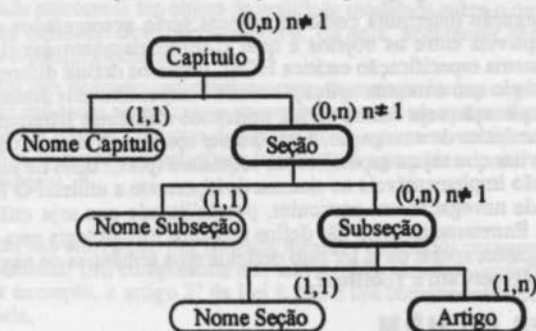 (0,n) n≠1
Capítulo
(1,1)
(0,n) n≠1
Nome Capítulo
Seção
(1,1)
(0,n) n≠1
Nome Subseção
Subseção
(1,1)
(1,n)
Nome Seção
Artigo